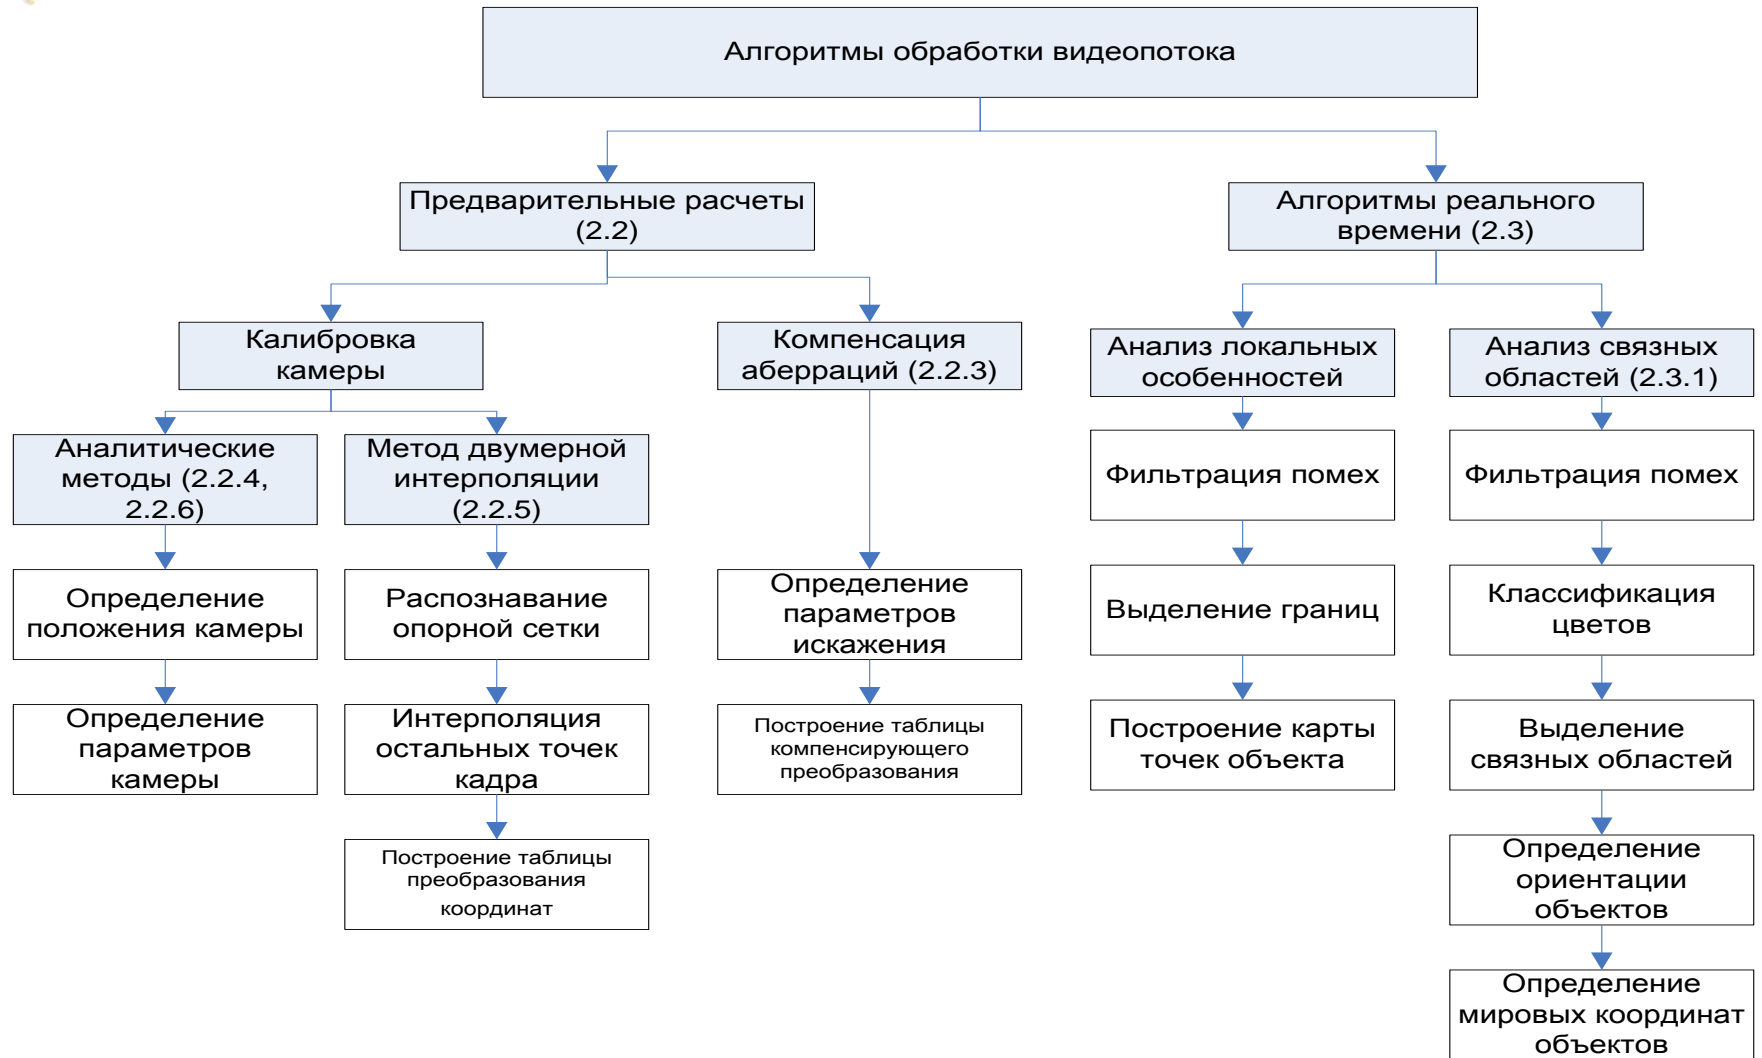 Алгоритмы обработки видеопотока
Предварительные расчеты
(2.2)
Алгоритмы реального
времени (2.3)
Калибровка
камеры
Компенсация
аберраций (2.2.3)
Анализ локальных
особенностей
Анализ связных
областей (2.3.1)
Аналитические
методы (2.2.4,
2.2.6)
Метод двумерной
интерполяции
(2.2.5)
Фильтрация помех
Фильтрация помех
Определение
положения камеры
Распознавание
опорной сетки
Определение
параметров
искажения
Выделение границ
Классификация
цветов
Определение
параметров
камеры
Интерполяция
остальных точек
кадра
Построение таблицы
компенсирующего
преобразования
Построение карты
точек объекта
Выделение
связных областей
Построение таблицы
преобразования
координат
Определение
ориентации
объектов
Определение
мировых координат
объектов